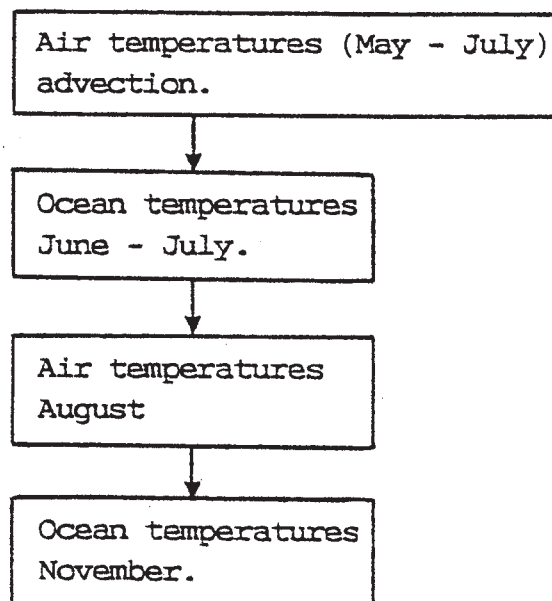 Air temperatures (May - July)
advection.
Ocean temperatures
June - July.
Air temperatures
August
Ocean temperatures
November.